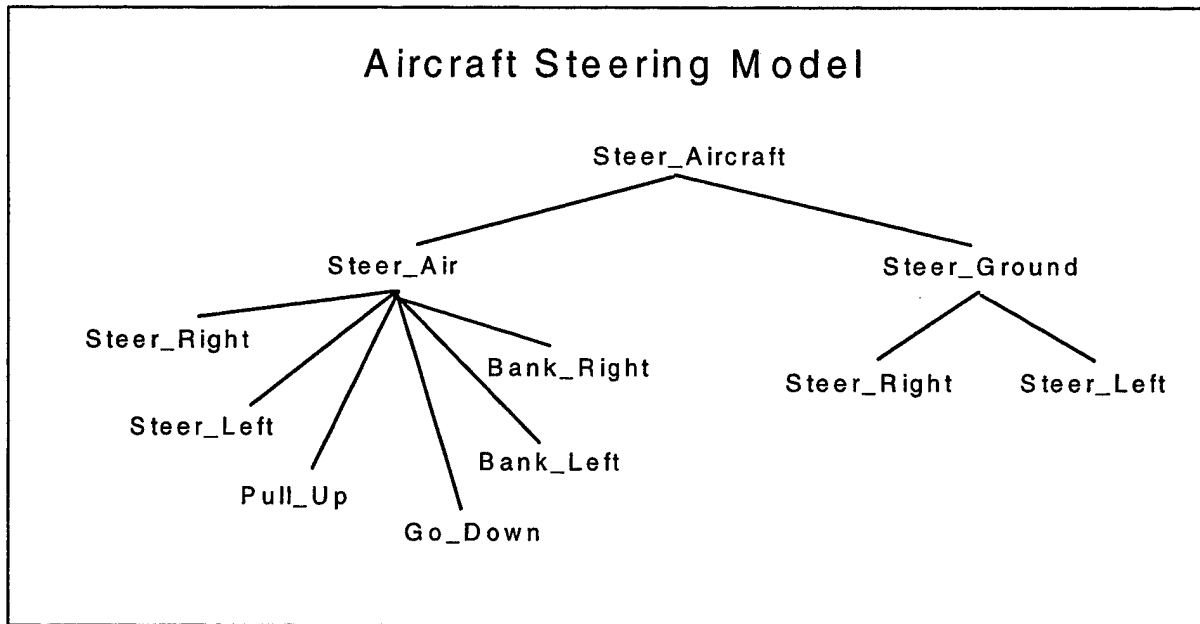 Aircraft Steering Model
Steer_Aircraft
Steer_Air
Steer_Ground
Steer_Right
Bank_Right
Steer_Right
Steer_Left
Steer_Left
Bank_Left
Pull_Up
Go_Down